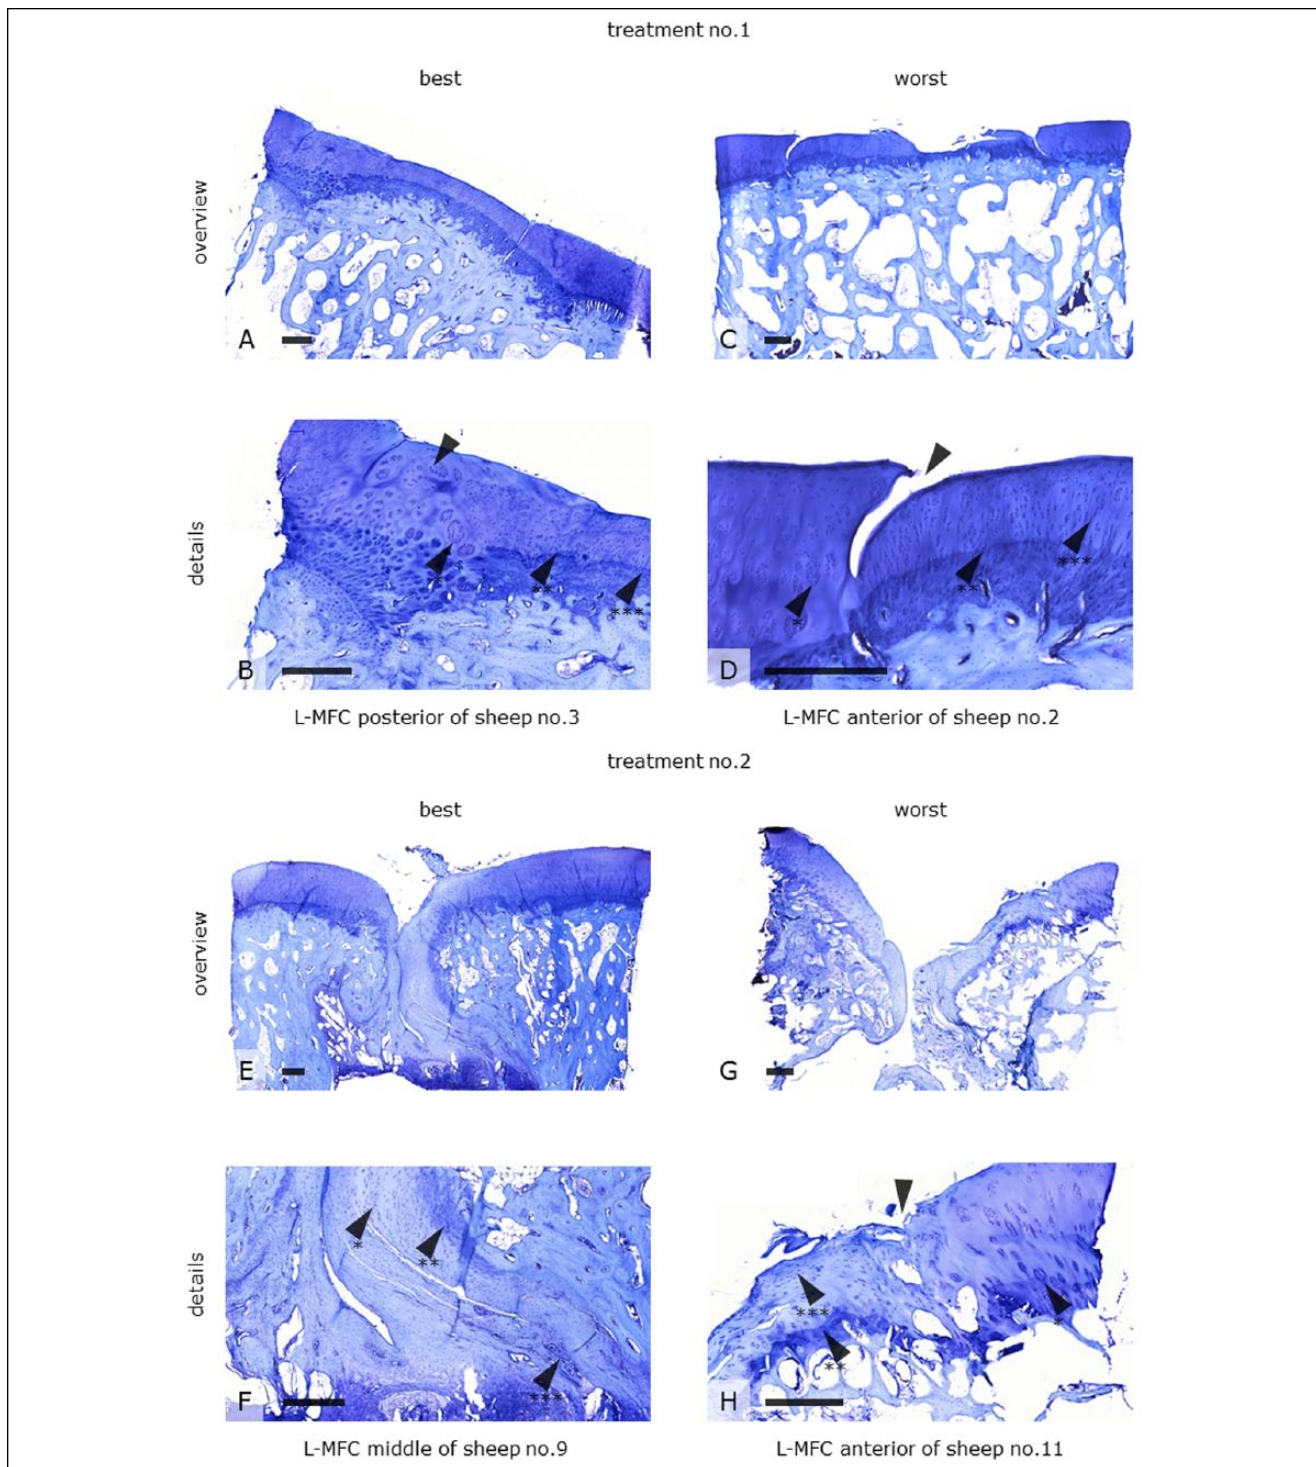 treatment no.1
best
worst
overview
A
C
details
*
**
***
B
*
**
***
D
L-MFC posterior of sheep no.3
L-MFC anterior of sheep no.2
treatment no.2
best
worst
overview
E
G
details
*
**
***
F
***
*
**
H
L-MFC middle of sheep no.9
L-MFC anterior of sheep no.11